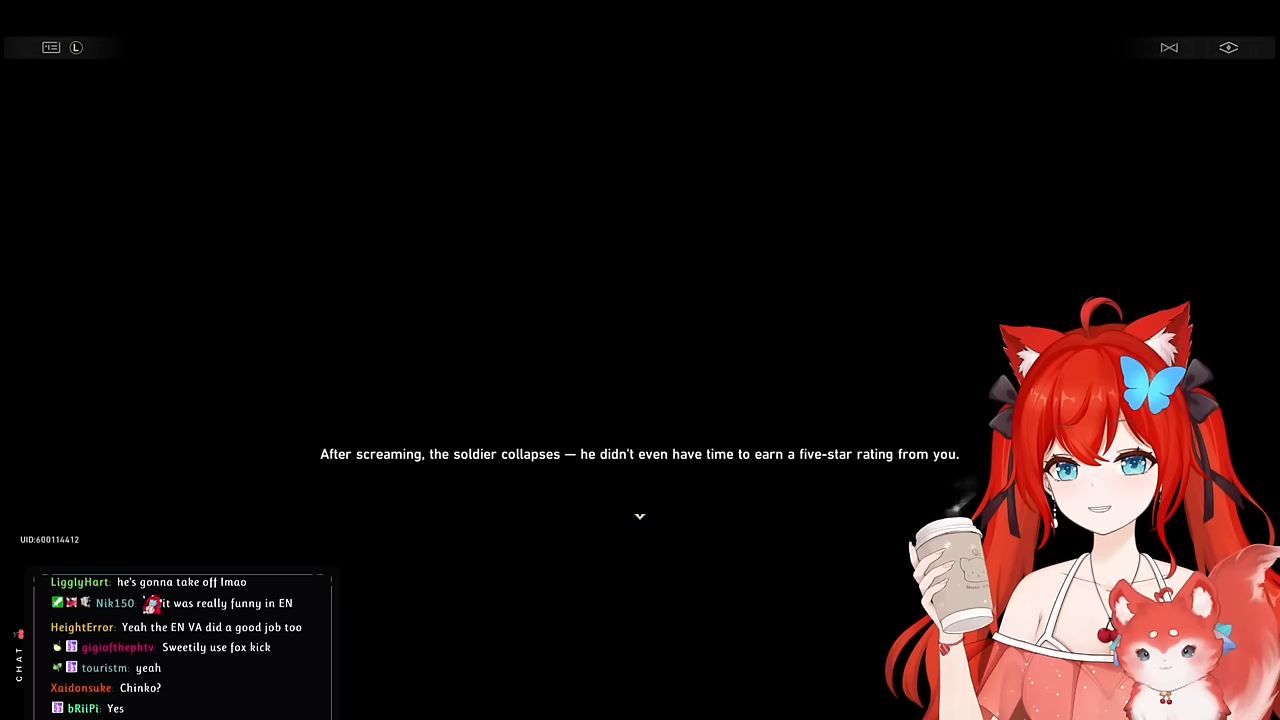 L
After screaming, the soldier collapses — he didn't even have time to earn a five-star rating from you.
UID:600114412
LigglyHart: he's gonna take off lmao
Nik150: it was really funny in EN
HeightError: Yeah the EN VA did a good job too
gigiofthephtv: Sweetily use fox kick
touristm: yeah
Xaidonsuke: Chinko?
bRiiPi: Yes
CHAT